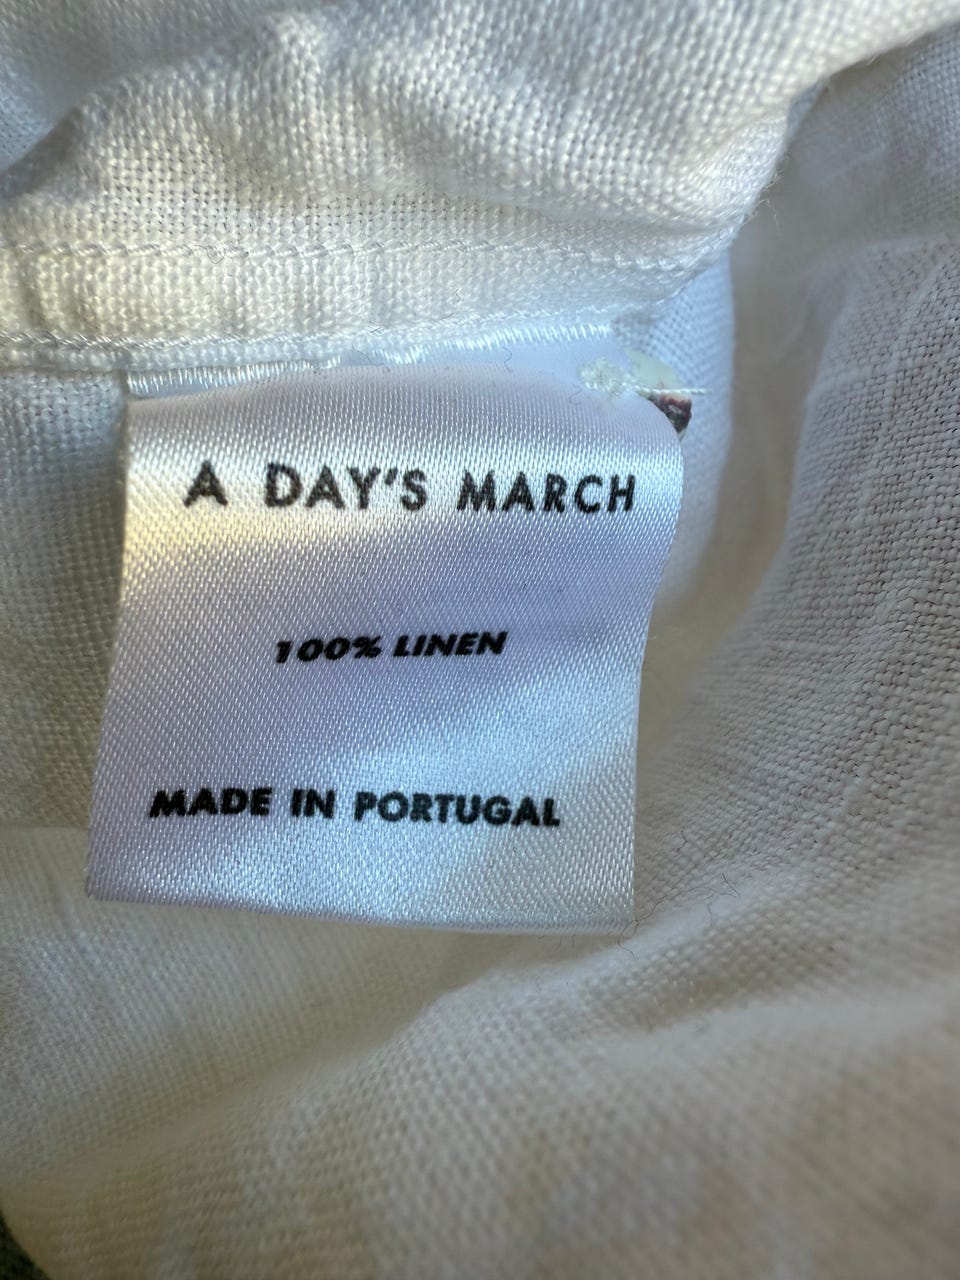 A DAY'S MARCH
100% LINEN
MADE IN PORTUGAL